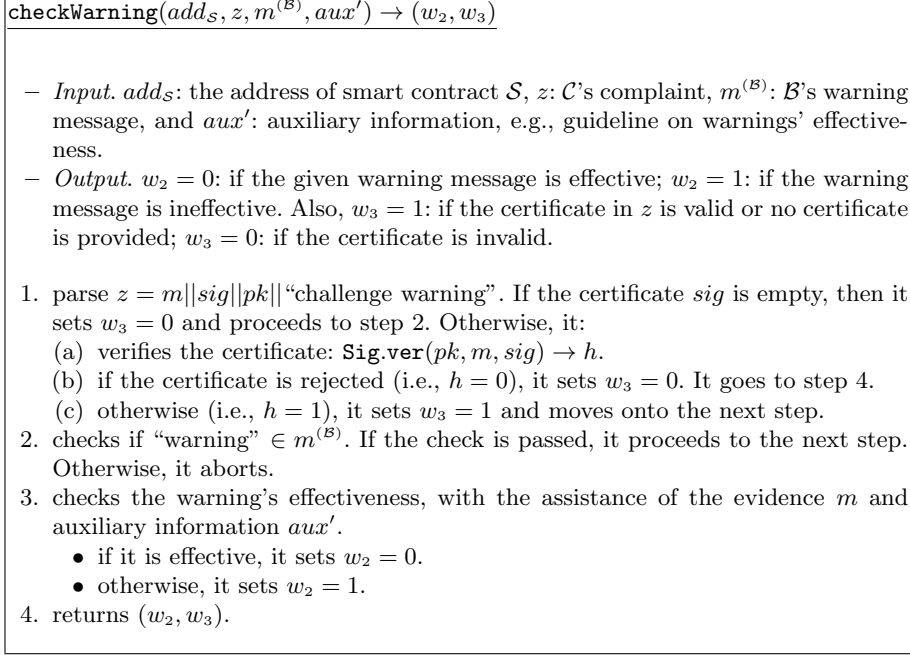 checkWarning(add_S, z, m^(B), aux′) → (w₂, w₃)
– Input. add_S: the address of smart contract S, z: C's complaint, m^(B): B's warning
message, and aux′: auxiliary information, e.g., guideline on warnings' effective-
ness.
– Output. w₂ = 0: if the given warning message is effective; w₂ = 1: if the warning
message is ineffective. Also, w₃ = 1: if the certificate in z is valid or no certificate
is provided; w₃ = 0: if the certificate is invalid.
1. parse z = m||sig||pk||“challenge warning”. If the certificate sig is empty, then it
sets w₃ = 0 and proceeds to step 2. Otherwise, it:
(a) verifies the certificate: Sig.ver(pk, m, sig) → h.
(b) if the certificate is rejected (i.e., h = 0), it sets w₃ = 0. It goes to step 4.
(c) otherwise (i.e., h = 1), it sets w₃ = 1 and moves onto the next step.
2. checks if “warning” ∈ m^(B). If the check is passed, it proceeds to the next step.
Otherwise, it aborts.
3. checks the warning's effectiveness, with the assistance of the evidence m and
auxiliary information aux′.
• if it is effective, it sets w₂ = 0.
• otherwise, it sets w₂ = 1.
4. returns (w₂, w₃).